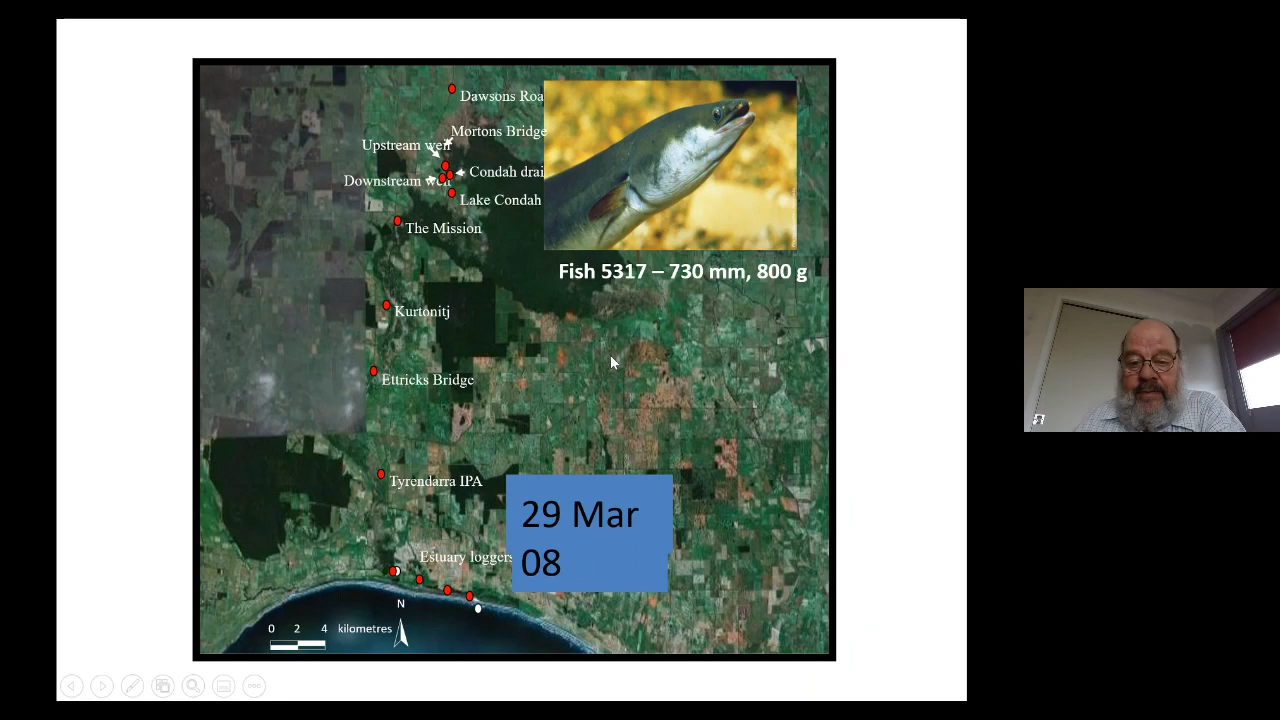 Dawsons Roa
Mortons Bridge
Upstream weir
Condah drai
Downstream weir
Lake Condah
The Mission
Fish 5317 – 730 mm, 800 g
Kurtonitj
Ettricks Bridge
Tyrendarra IPA
29 Mar
08
Estuary loggers
N
0 2 4 kilometres